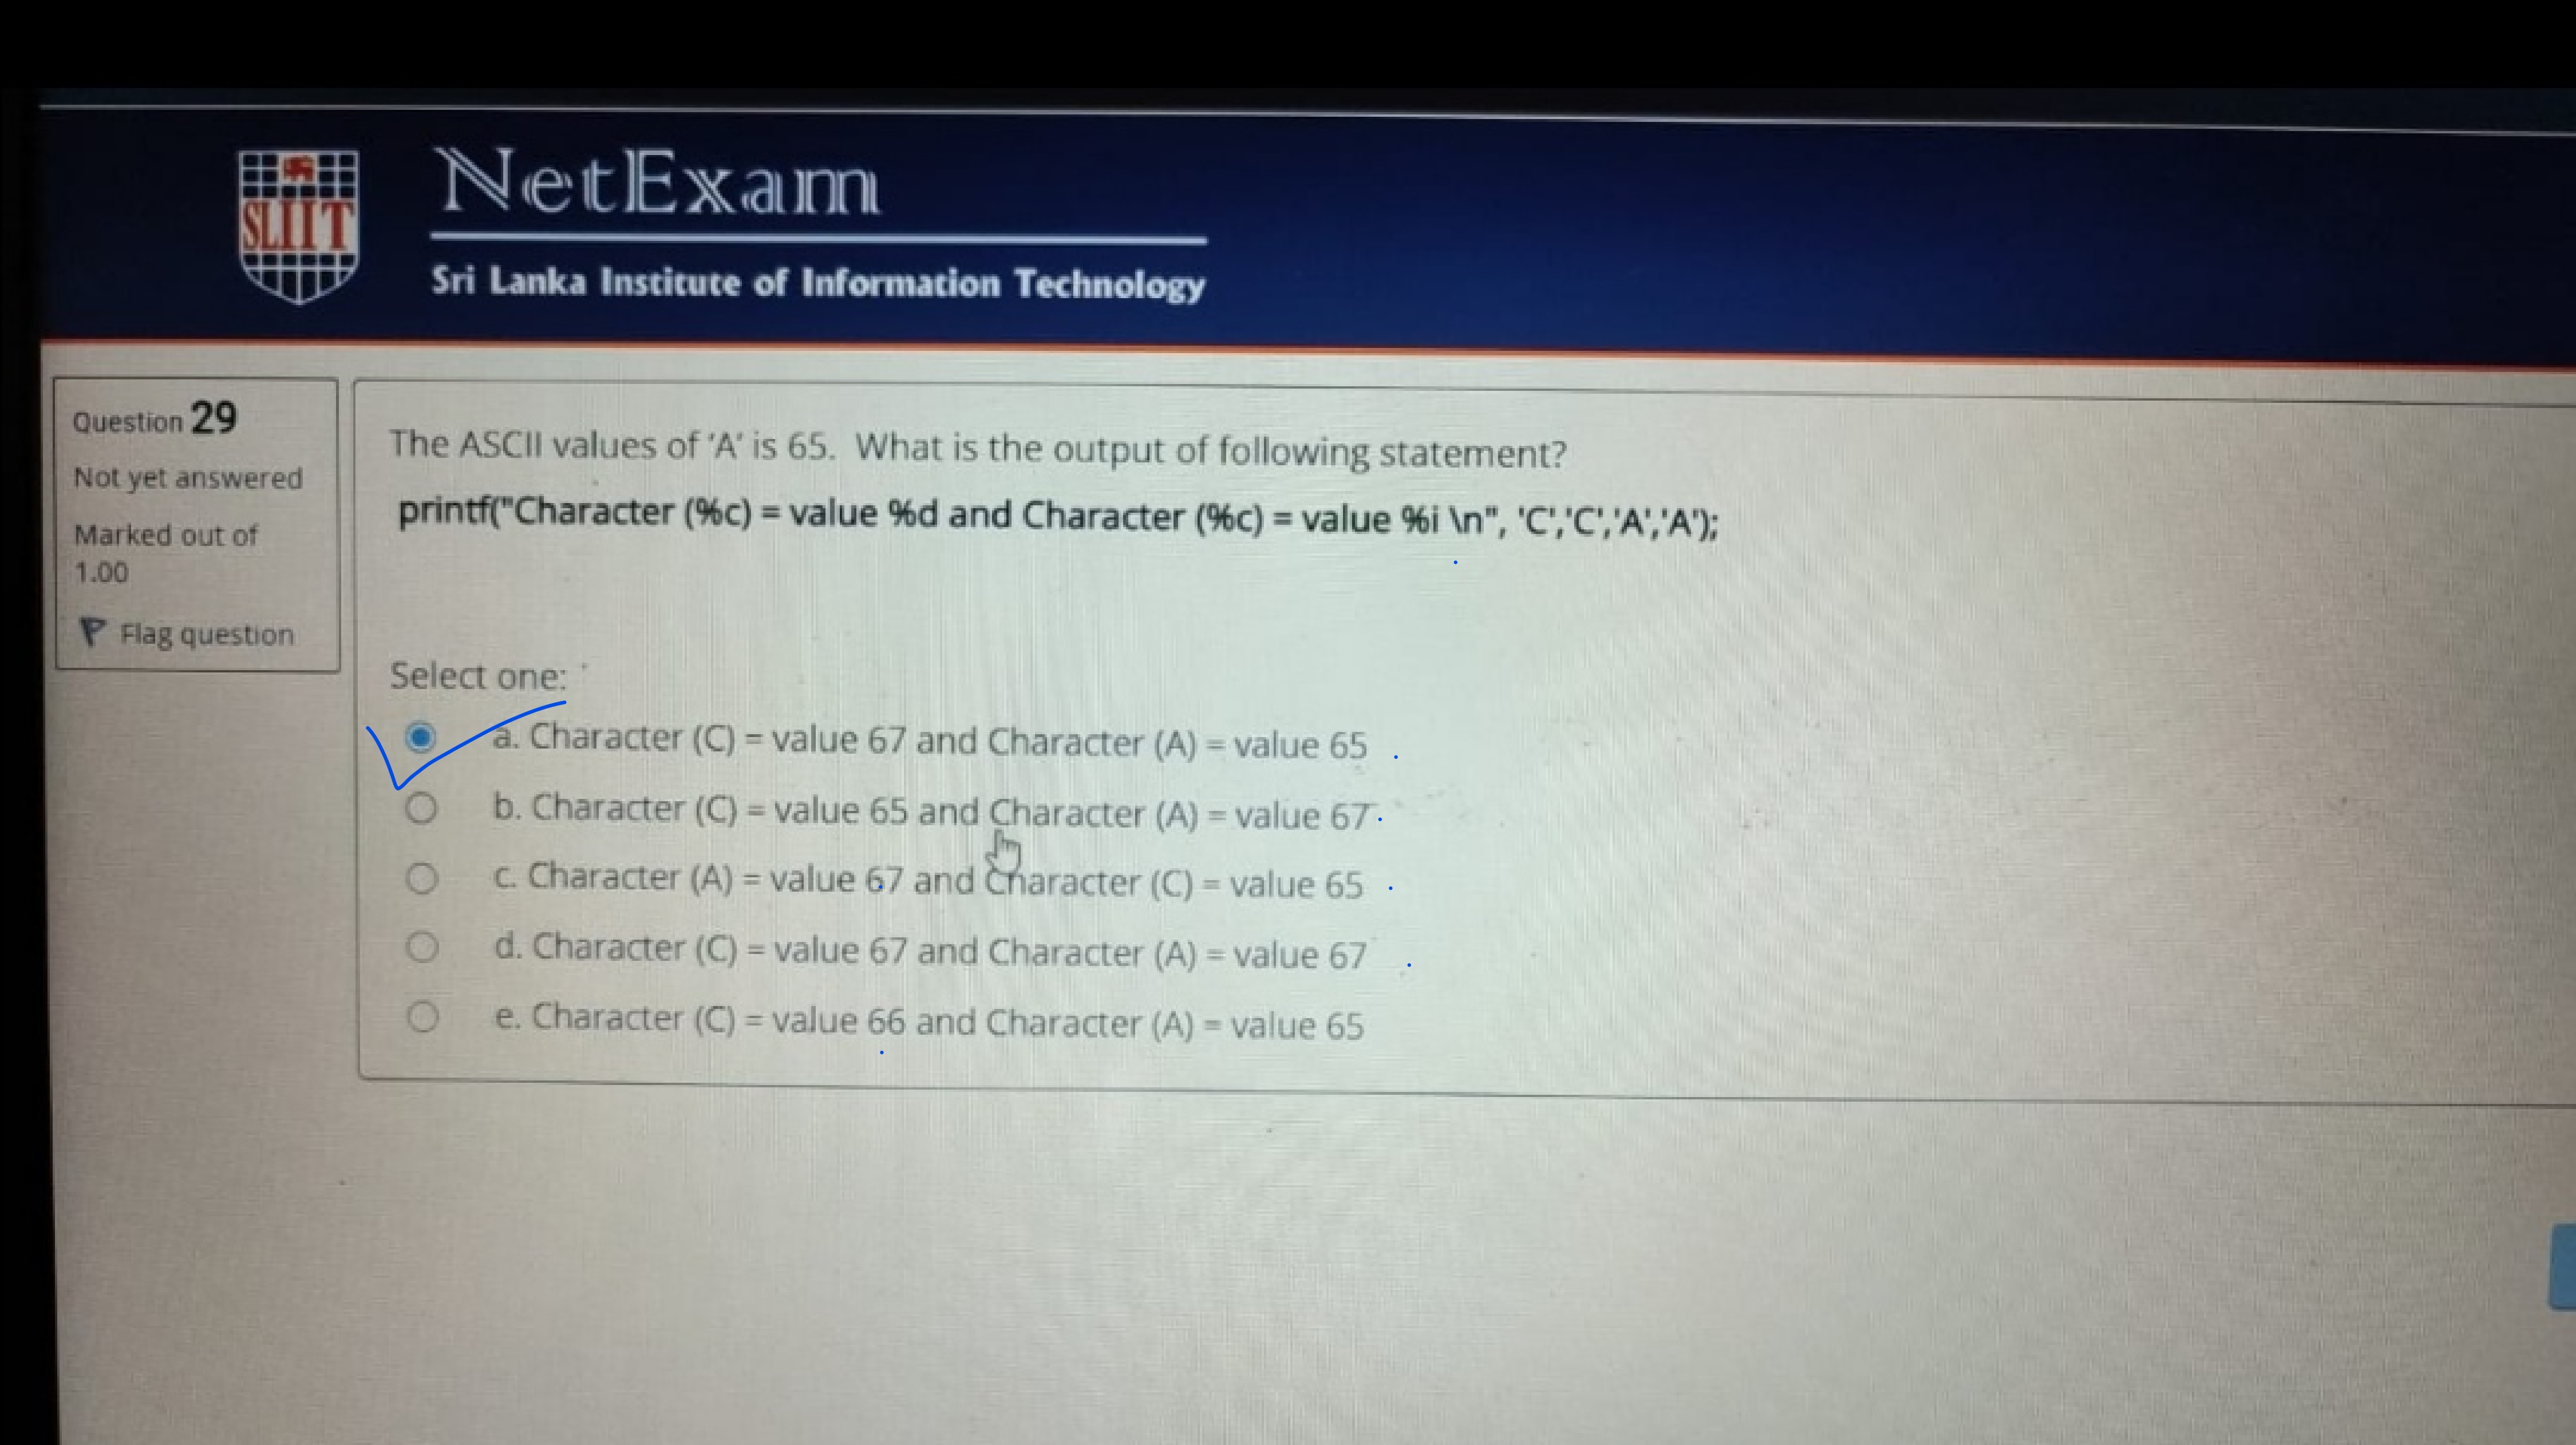 SLIIT
NetExam
Sri Lanka Institute of Information Technology
Question 29
Not yet answered
Marked out of
1.00
Flag question
The ASCII values of 'A' is 65. What is the output of following statement?
printf("Character (%c) = value %d and Character (%c) = value %i \n", 'C','C','A','A');
Select one:
a. Character (C) = value 67 and Character (A) = value 65
b. Character (C) = value 65 and Character (A) = value 67
c. Character (A) = value 67 and Character (C) = value 65
d. Character (C) = value 67 and Character (A) = value 67
e. Character (C) = value 66 and Character (A) = value 65